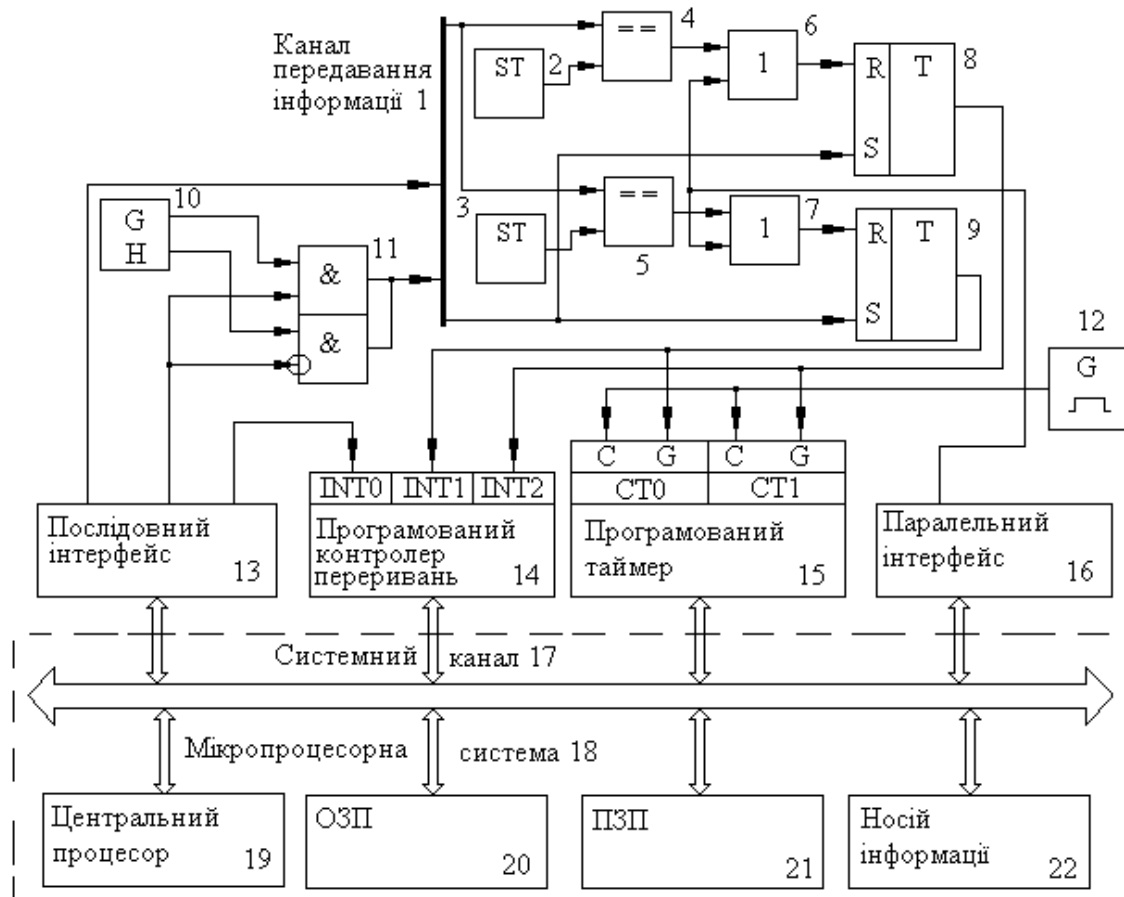 Канал
передавання
інформації 1
ST
2
= =
4
1
6
R
T
S
8
10
G
H
11
&
&
3
ST
= =
5
1
7
R
T
S
9
12
G
C
G
C
G
INT0
INT1
INT2
CT0
CT1
Послідовний
інтерфейс
13
Програмований
контролер
переривань
14
Програмований
таймер
15
Паралельний
інтерфейс
16
Системний канал 17
Мікропроцесорна система 18
Центральний
процесор
19
ОЗП
20
ПЗП
21
Носій
інформації
22